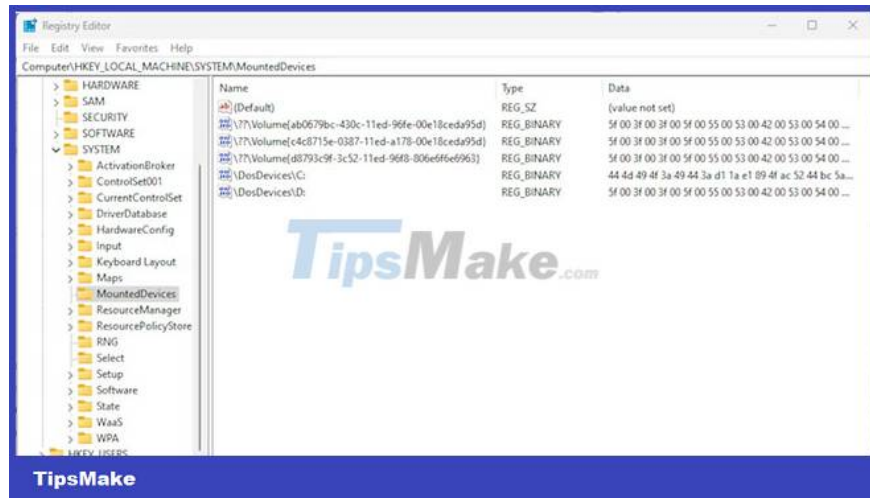 Registry Editor
File Edit View Favorites Help
Computer\HKEY_LOCAL_MACHINE\SYSTEM\MountedDevices
HARDWARE
SAM
SECURITY
SOFTWARE
SYSTEM
ActivationBroker
ControlSet001
CurrentControlSet
DriverDatabase
HardwareConfig
Input
Keyboard Layout
Maps
MountedDevices
ResourceManager
ResourcePolicyStore
RNG
Select
Setup
Software
State
WaaS
WPA
HKEY_USERS
Name Type Data
(Default) REG_SZ (value not set)
\??\Volume{ab0679bc-430c-11ed-96fe-00e18ceda95d} REG_BINARY 5f 00 3f 00 3f 00 5f 00 55 00 53 00 42 00 53 00 54 00 ...
\??\Volume{c4c8715e-0387-11ed-a178-00e18ceda95d} REG_BINARY 5f 00 3f 00 3f 00 5f 00 55 00 53 00 42 00 53 00 54 00 ...
\??\Volume{d8793c9f-3c52-11ed-96f8-806e6f6e6963} REG_BINARY 5f 00 3f 00 3f 00 5f 00 55 00 53 00 42 00 53 00 54 00 ...
\DosDevices\C: REG_BINARY 44 4d 49 4f 3a 49 44 3a d1 1a e1 89 4f ac 52 44 bc 5a...
\DosDevices\D: REG_BINARY 5f 00 3f 00 3f 00 5f 00 55 00 53 00 42 00 53 00 54 00 ...
TipsMake.com
TipsMake